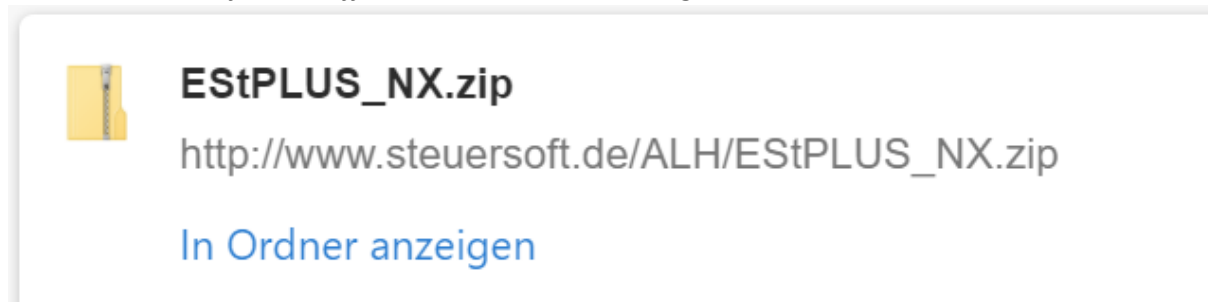 EStPLUS_NX.zip
http://www.steuersoft.de/ALH/EStPLUS_NX.zip
In Ordner anzeigen